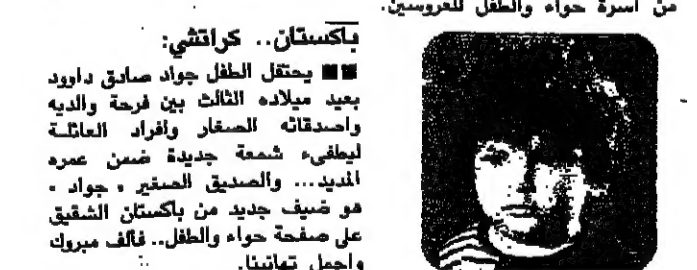 من أسرة حواء والطفل للعروسين.
باكستان.. كراتشي:
■■ يحتفل الطفل جواد صادق داوود
بعيد ميلاده الثالث بين فرحة والديه
واصدقائه الصغار وأفراد العائلة
ليطفىء شمعة جديدة ضمن عمره
المديد... والصديق الصغير « جواد »
هو ضيف جديد من باكستان الشقيق
على صفحة حواء والطفل.. فألف مبروك
واجمل تهانينا.